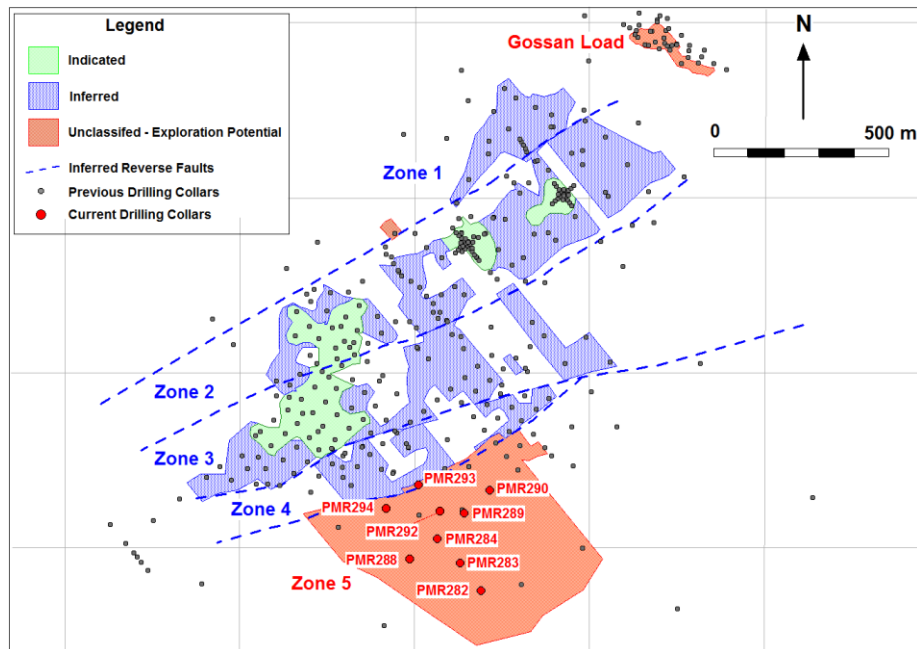 Legend
Indicated
Inferred
Unclassifed - Exploration Potential
Inferred Reverse Faults
Previous Drilling Collars
Current Drilling Collars
Gossan Load
N
0 500 m
Zone 1
Zone 2
Zone 3
Zone 4
Zone 5
PMR293
PMR290
PMR294
PMR289
PMR292
PMR284
PMR288
PMR283
PMR282